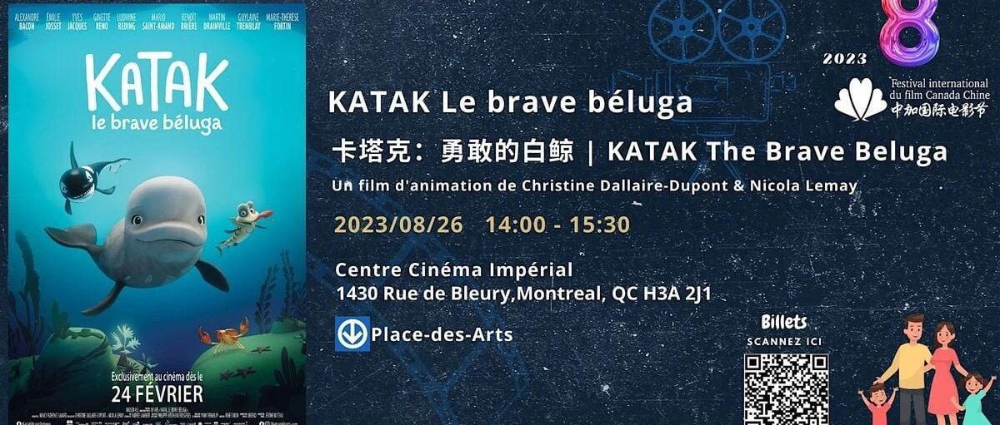 ALEXANDRE BACON ÉMILIE JOSSET YVES JACQUES GINETTE RENO LUDIVINE REDING MARIO SAINT-AMAND BENOÎT BRIÈRE MARTIN DRAINVILLE GUYLAINE TREMBLAY MARIE-THÉRÈSE FORTIN
KATAK
le brave béluga
Exclusivement au cinéma dès le
24 FÉVRIER
2023
8
Festival international
du film Canada Chine
中加国际电影节
KATAK Le brave béluga
卡塔克：勇敢的白鲸 | KATAK The Brave Beluga
Un film d'animation de Christine Dallaire-Dupont & Nicola Lemay
2023/08/26 14:00 - 15:30
Centre Cinéma Impérial
1430 Rue de Bleury,Montreal, QC H3A 2J1
Place-des-Arts
Billets
SCANNEZ ICI